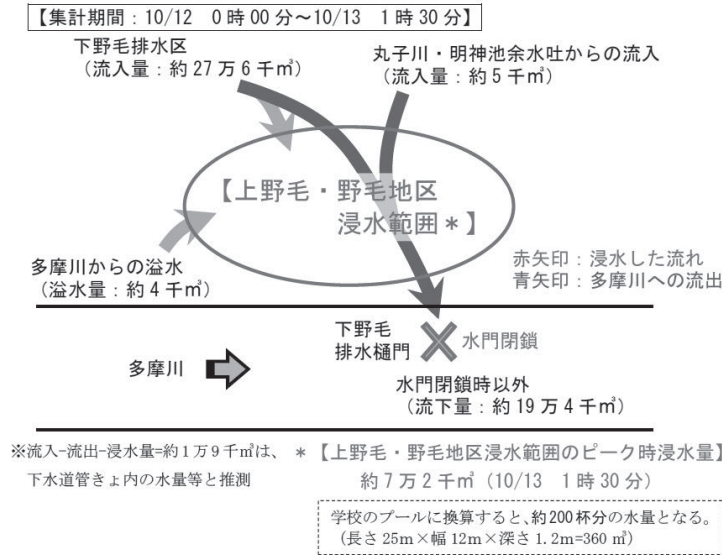 【集計期間：10/12　0時00分～10/13　1時30分】
下野毛排水区
（流入量：約27万6千㎥）
丸子川・明神池余水吐からの流入
（流入量：約5千㎥）
【上野毛・野毛地区
浸水範囲＊】
多摩川からの溢水
（溢水量：約4千㎥）
赤矢印：浸水した流れ
青矢印：多摩川への流出
下野毛
排水樋門
水門閉鎖
多摩川
水門閉鎖時以外
（流下量：約19万4千㎥）
※流入-流出-浸水量=約1万9千㎥は、
下水道管きょ内の水量等と推測
＊【上野毛・野毛地区浸水範囲のピーク時浸水量】
約7万2千㎥（10/13　1時30分）
学校のプールに換算すると、約200杯分の水量となる。
（長さ25m×幅12m×深さ1.2m=360㎥）